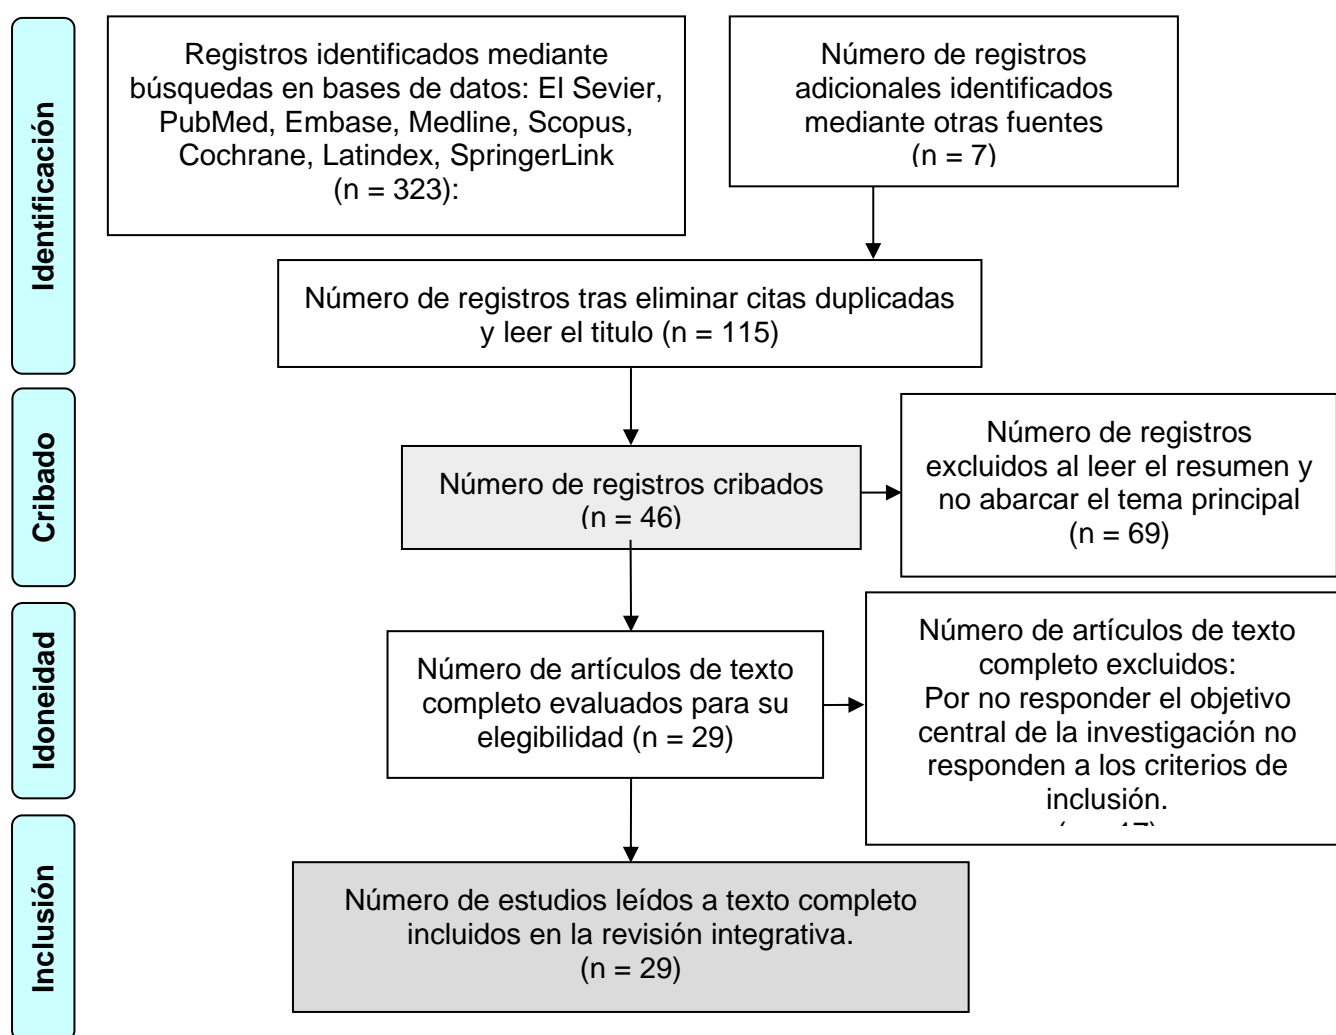 Identificación
Registros identificados mediante
búsquedas en bases de datos: El Sevier,
PubMed, Embase, Medline, Scopus,
Cochrane, Latindex, SpringerLink
(n = 323):
Número de registros
adicionales identificados
mediante otras fuentes
(n = 7)
Número de registros tras eliminar citas duplicadas
y leer el titulo (n = 115)
Cribado
Número de registros cribados
(n = 46)
Número de registros
excluidos al leer el resumen y
no abarcar el tema principal
(n = 69)
Idoneidad
Número de artículos de texto
completo evaluados para su
elegibilidad (n = 29)
Número de artículos de texto
completo excluidos:
Por no responder el objetivo
central de la investigación no
responden a los criterios de
inclusión.
Inclusión
Número de estudios leídos a texto completo
incluidos en la revisión integrativa.
(n = 29)